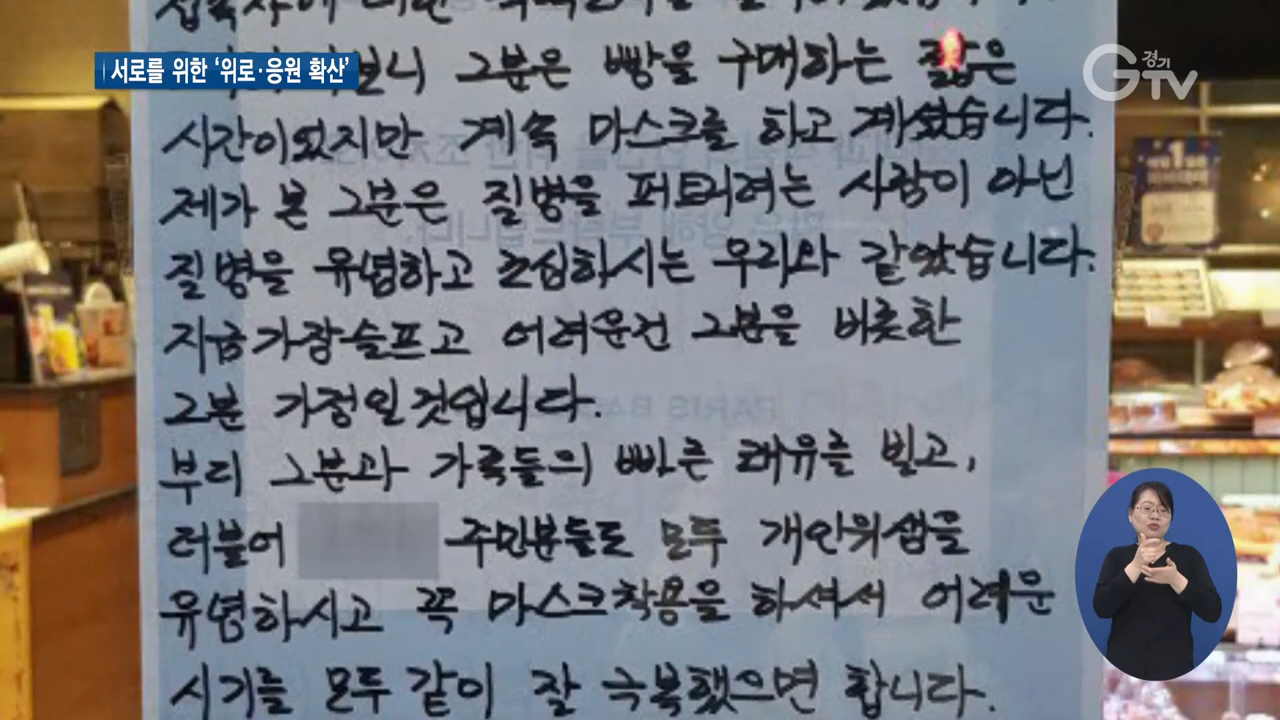 서로를 위한 '위로·응원 확산'
경기
GTV
그분은 빵을 구매하는 짧은
시간이었지만 계속 마스크를 하고 계셨습니다.
제가 본 그분은 질병을 퍼트리려는 사람이 아닌
질병을 유념하고 조심하시는 우리와 같았습니다.
지금 가장 슬프고 어려운건 그분을 비롯한
그분 가정일것입니다.
부디 그분과 가족들의 빠른 쾌유를 빌고,
더불어 주민분들도 모두 개인위생을
유념하시고 꼭 마스크착용을 하셔서 어려운
시기를 모두 같이 잘 극복했으면 합니다.
PARIS BA